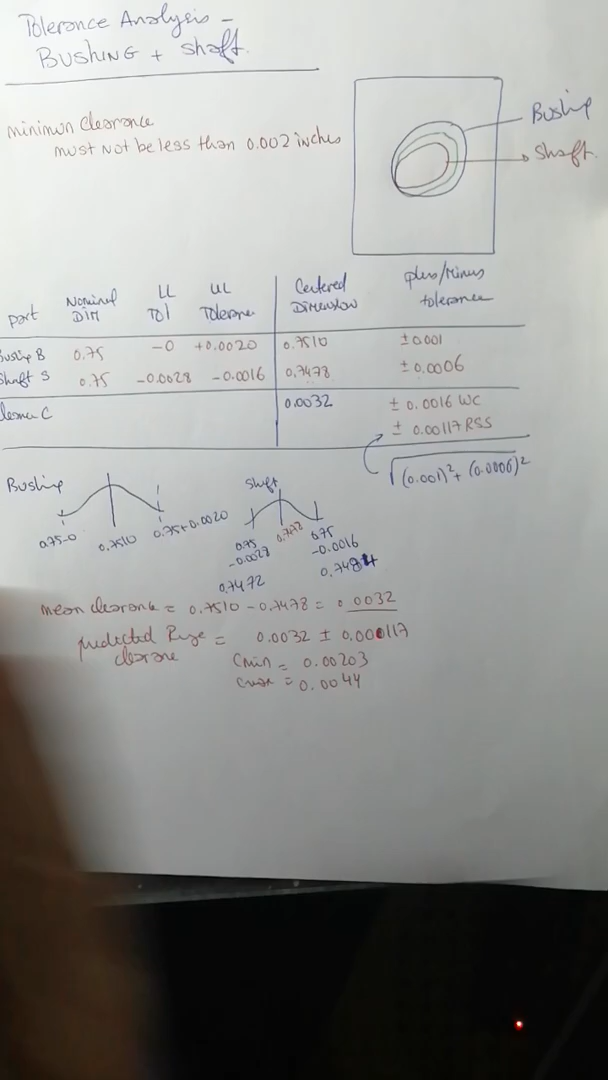 Tolerance Analysis -
BUSHING + Shaft.
minimum clearance
must not be less than 0.002 inches
Bushing
Shaft.
part Nominal DIM LL Tol UL Tolerance Centered Dimension plus/Minus tolerance
Bushing B 0.75 -0 +0.0020 0.7510 ±0.001
Shaft S 0.75 -0.0028 -0.0016 0.7478 ±0.0006
C 0.0032 ± 0.0016 WC
± 0.00117 RSS
√(0.001)² + (0.0006)²
Bushing
0.75-0 0.7510 0.75+0.0020
Shaft
0.75 0.7478 0.75
-0.0028 -0.0016
0.7472 0.7484
mean clearance = 0.7510 - 0.7478 = 0.0032
predicted Range = 0.0032 ± 0.000117
clearance
Cmin = 0.00203
Cmax = 0.0044